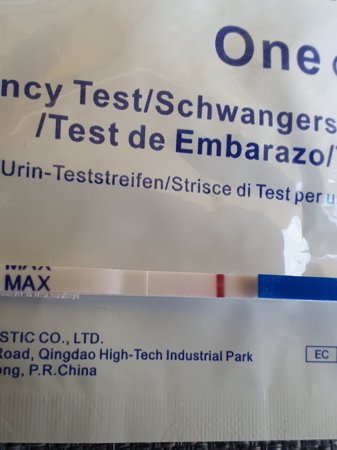 One
ncy Test/Schwangers
/Test de Embarazo/
Urin-Teststreifen/Strisce di Test per u
MAX
MAX
STIC CO., LTD.
Road, Qingdao High-Tech Industrial Park
ong, P.R.China
EC